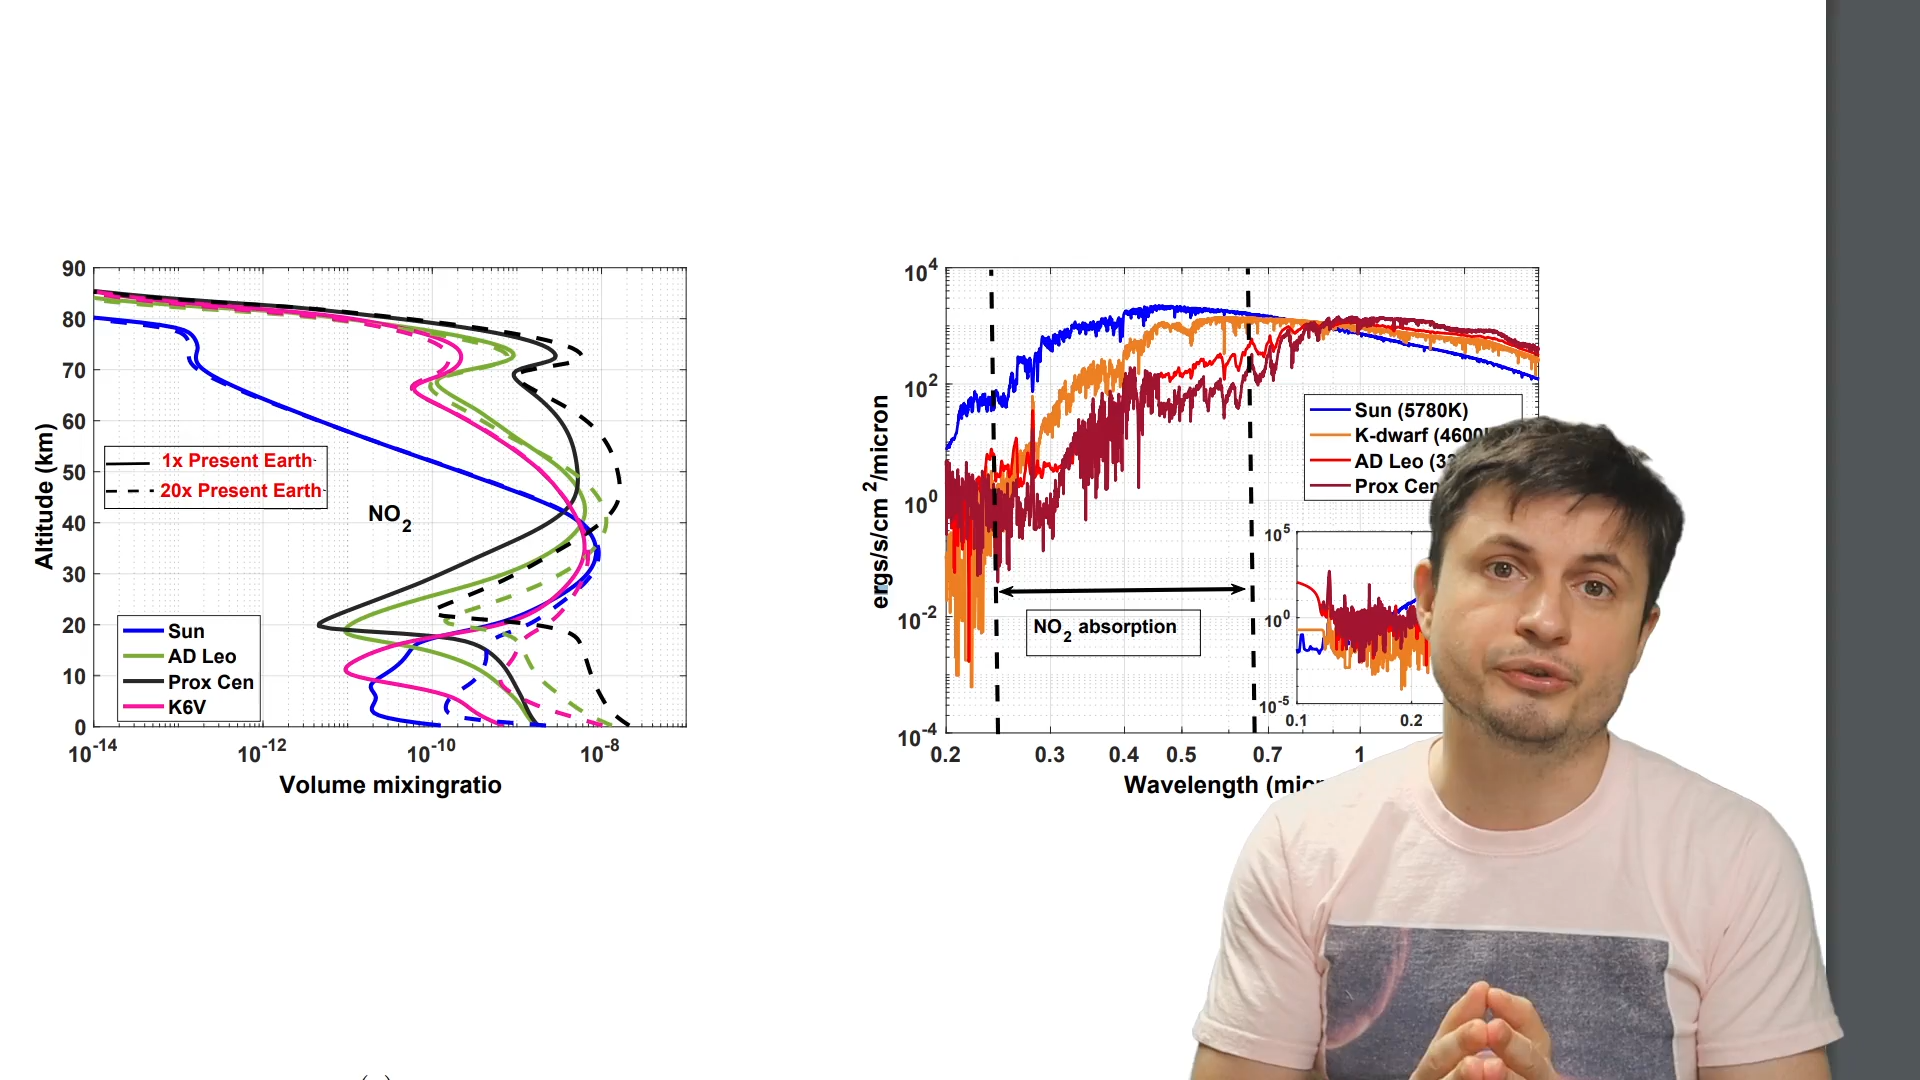 90
80
70
60
50
40
30
20
10
0
Altitude (km)
1x Present Earth
20x Present Earth
NO2
Sun
AD Leo
Prox Cen
K6V
10-14
10-12
10-10
10-8
Volume mixingratio
104
102
100
10-2
10-4
ergs/s/cm2/micron
Sun (5780K)
K-dwarf (4600
AD Leo (
Prox Cen
NO2 absorption
105
100
10-5
0.1
0.2
0.2
0.3
0.4
0.5
0.7
1
Wavelength (mic